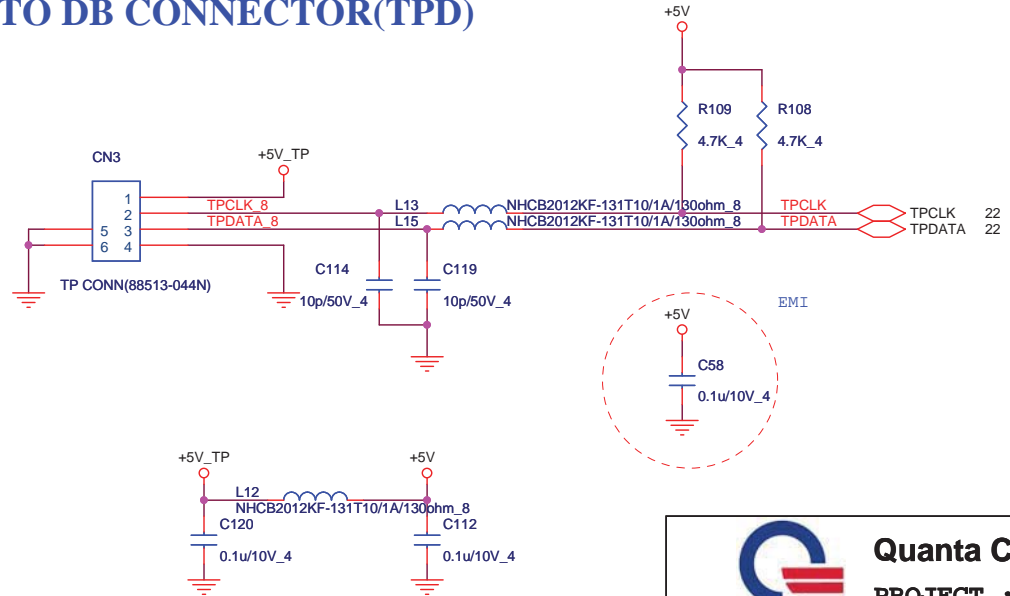 TO DB CONNECTOR(TPD)
+5V
R109
R108
4.7K_4
4.7K_4
CN3
+5V_TP
1
2
3
4
5
6
TPCLK_8
TPDATA_8
L13
NHCB2012KF-131T10/1A/130ohm_8
TPCLK
TPCLK 22
L15
NHCB2012KF-131T10/1A/130ohm_8
TPDATA
TPDATA 22
TP CONN(88513-044N)
C114
C119
10p/50V_4
10p/50V_4
EMI
+5V
C58
0.1u/10V_4
+5V_TP
+5V
L12
NHCB2012KF-131T10/1A/130ohm_8
C120
C112
0.1u/10V_4
0.1u/10V_4
Quanta C
PROJECT :